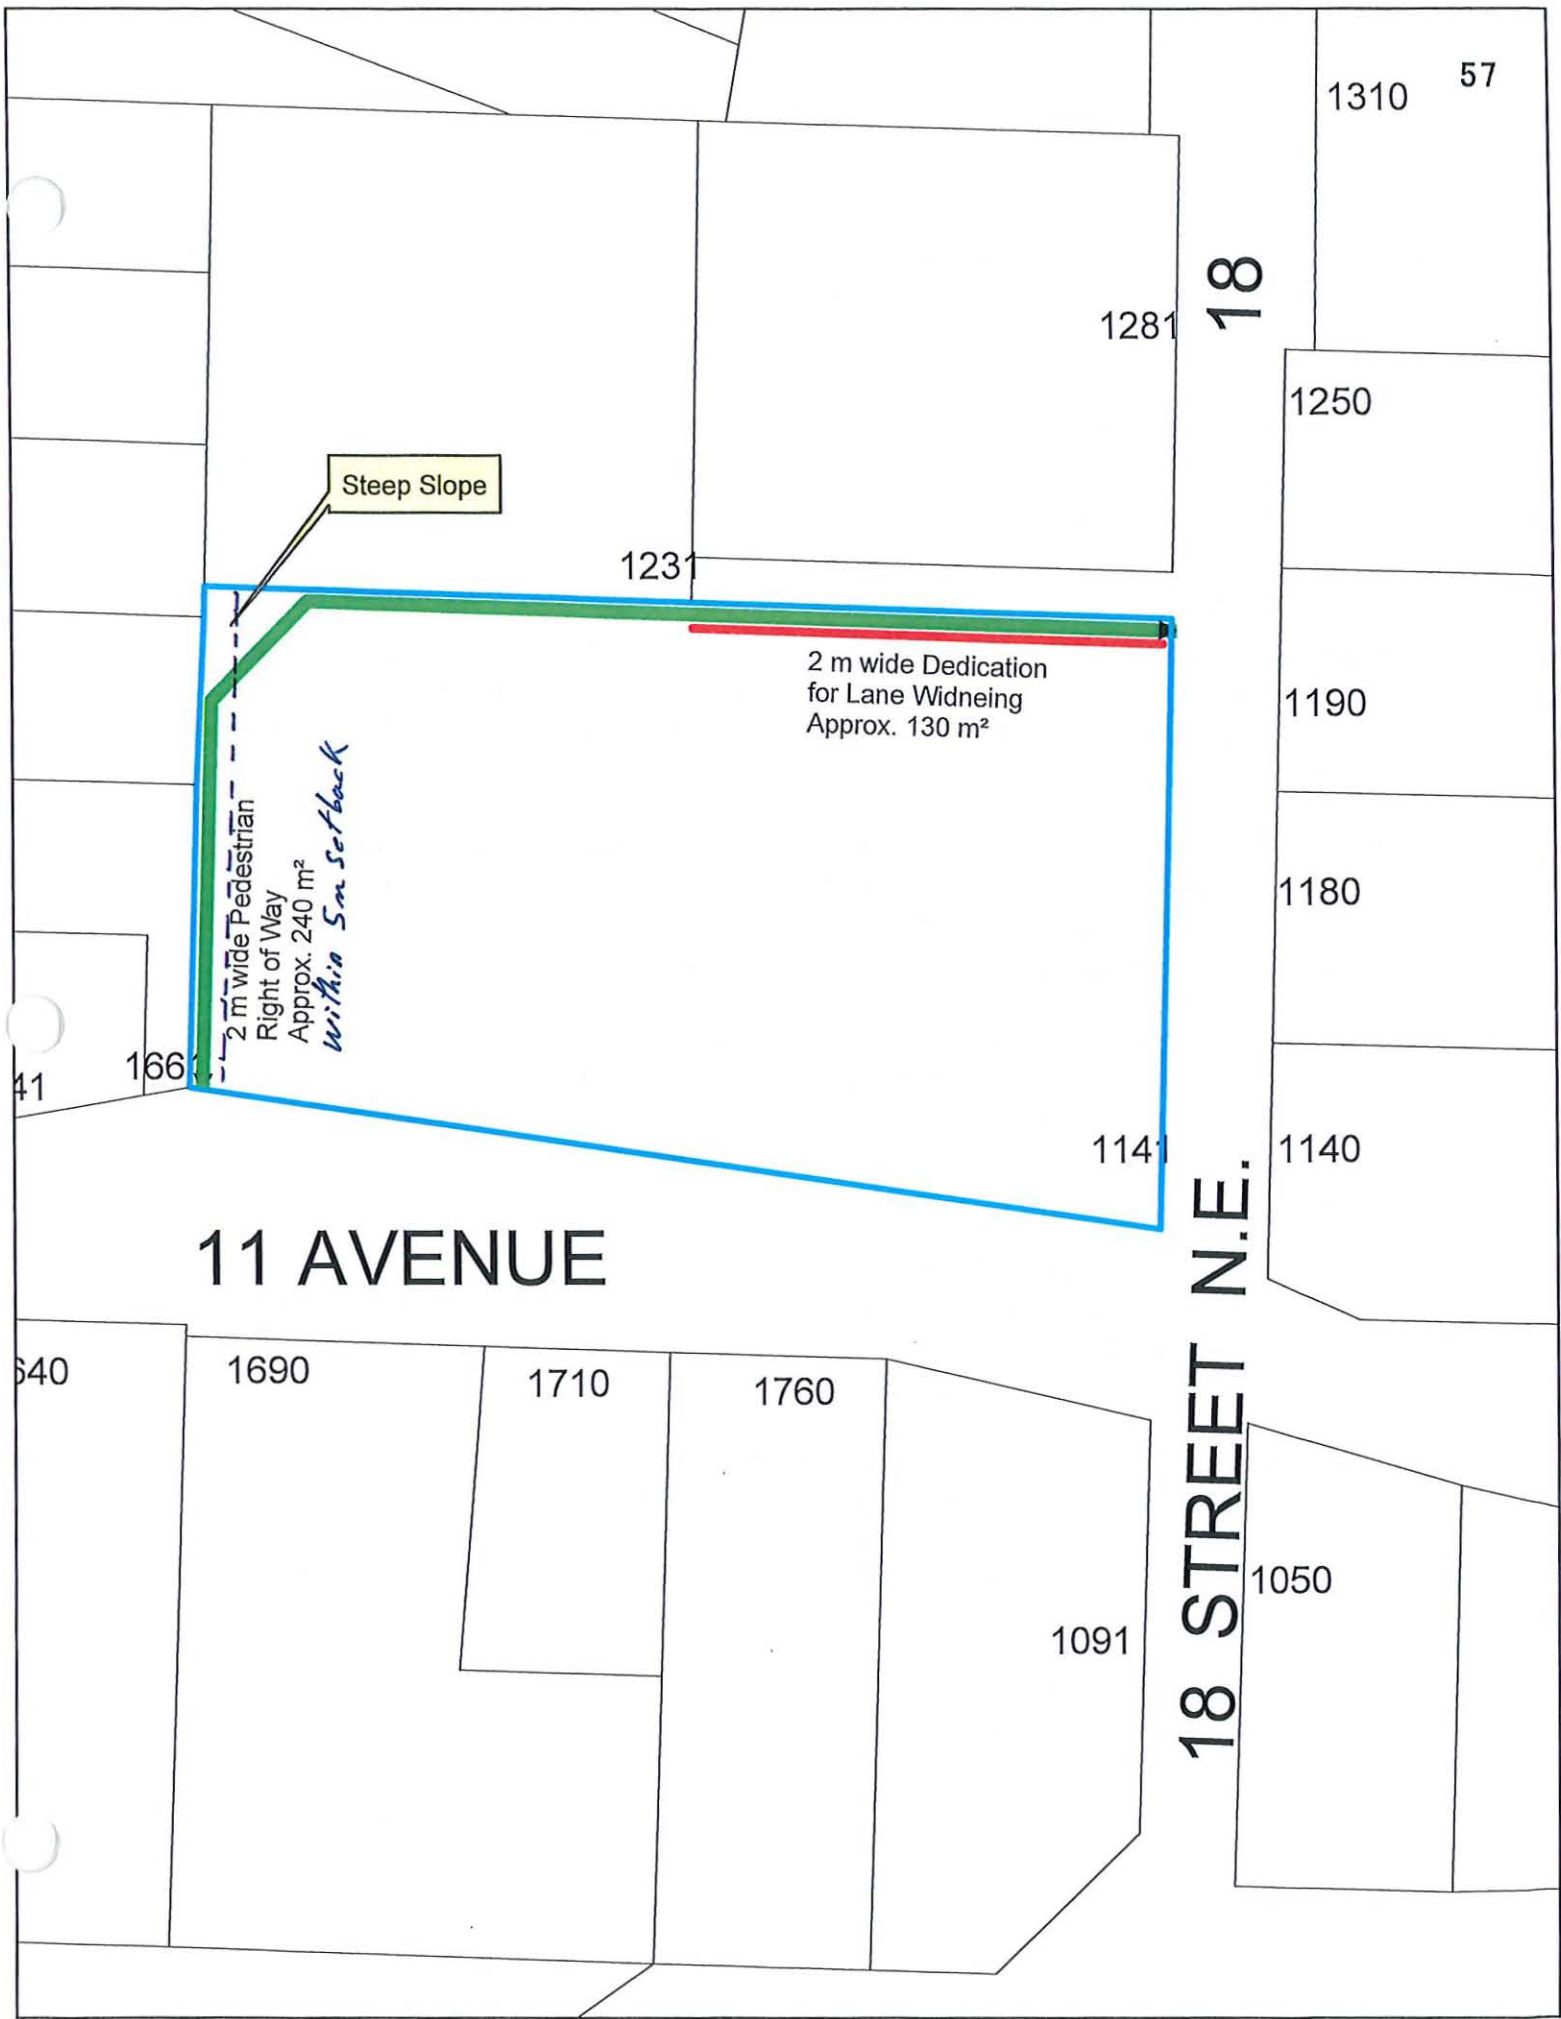 57
1310
18
1281
1250
Steep Slope
1231
2 m wide Dedication
for Lane Widneing
Approx. 130 m²
1190
2 m wide Pedestrian
Right of Way
Approx. 240 m²
within 5m setback
1180
41
166
1141
1140
11 AVENUE
18 STREET N.E.
640
1690
1710
1760
1050
1091